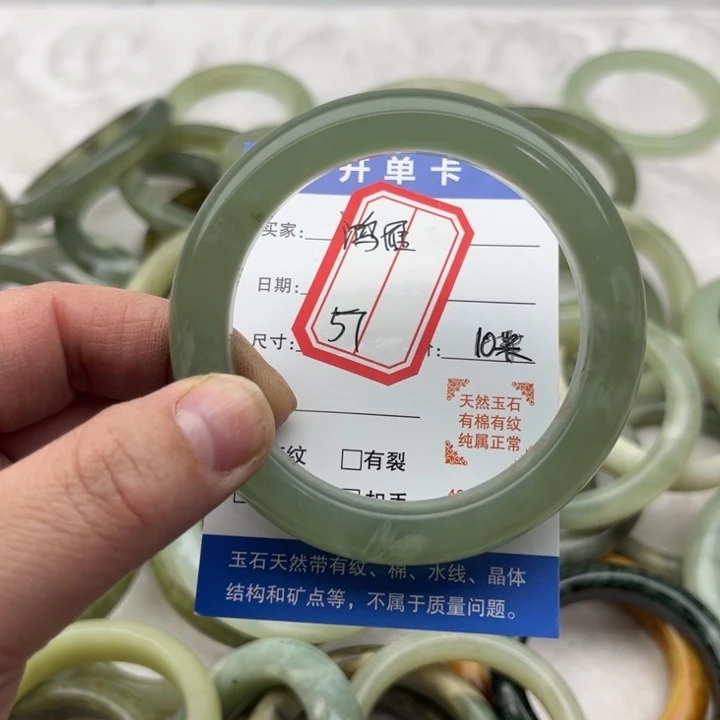 开单卡
买家: 鸿雁
日期:
尺寸: 57
10米
天然玉石
有棉有纹
纯属正常
纹 □有裂
玉石天然带有纹、棉、水线、晶体
结构和矿点等，不属于质量问题。